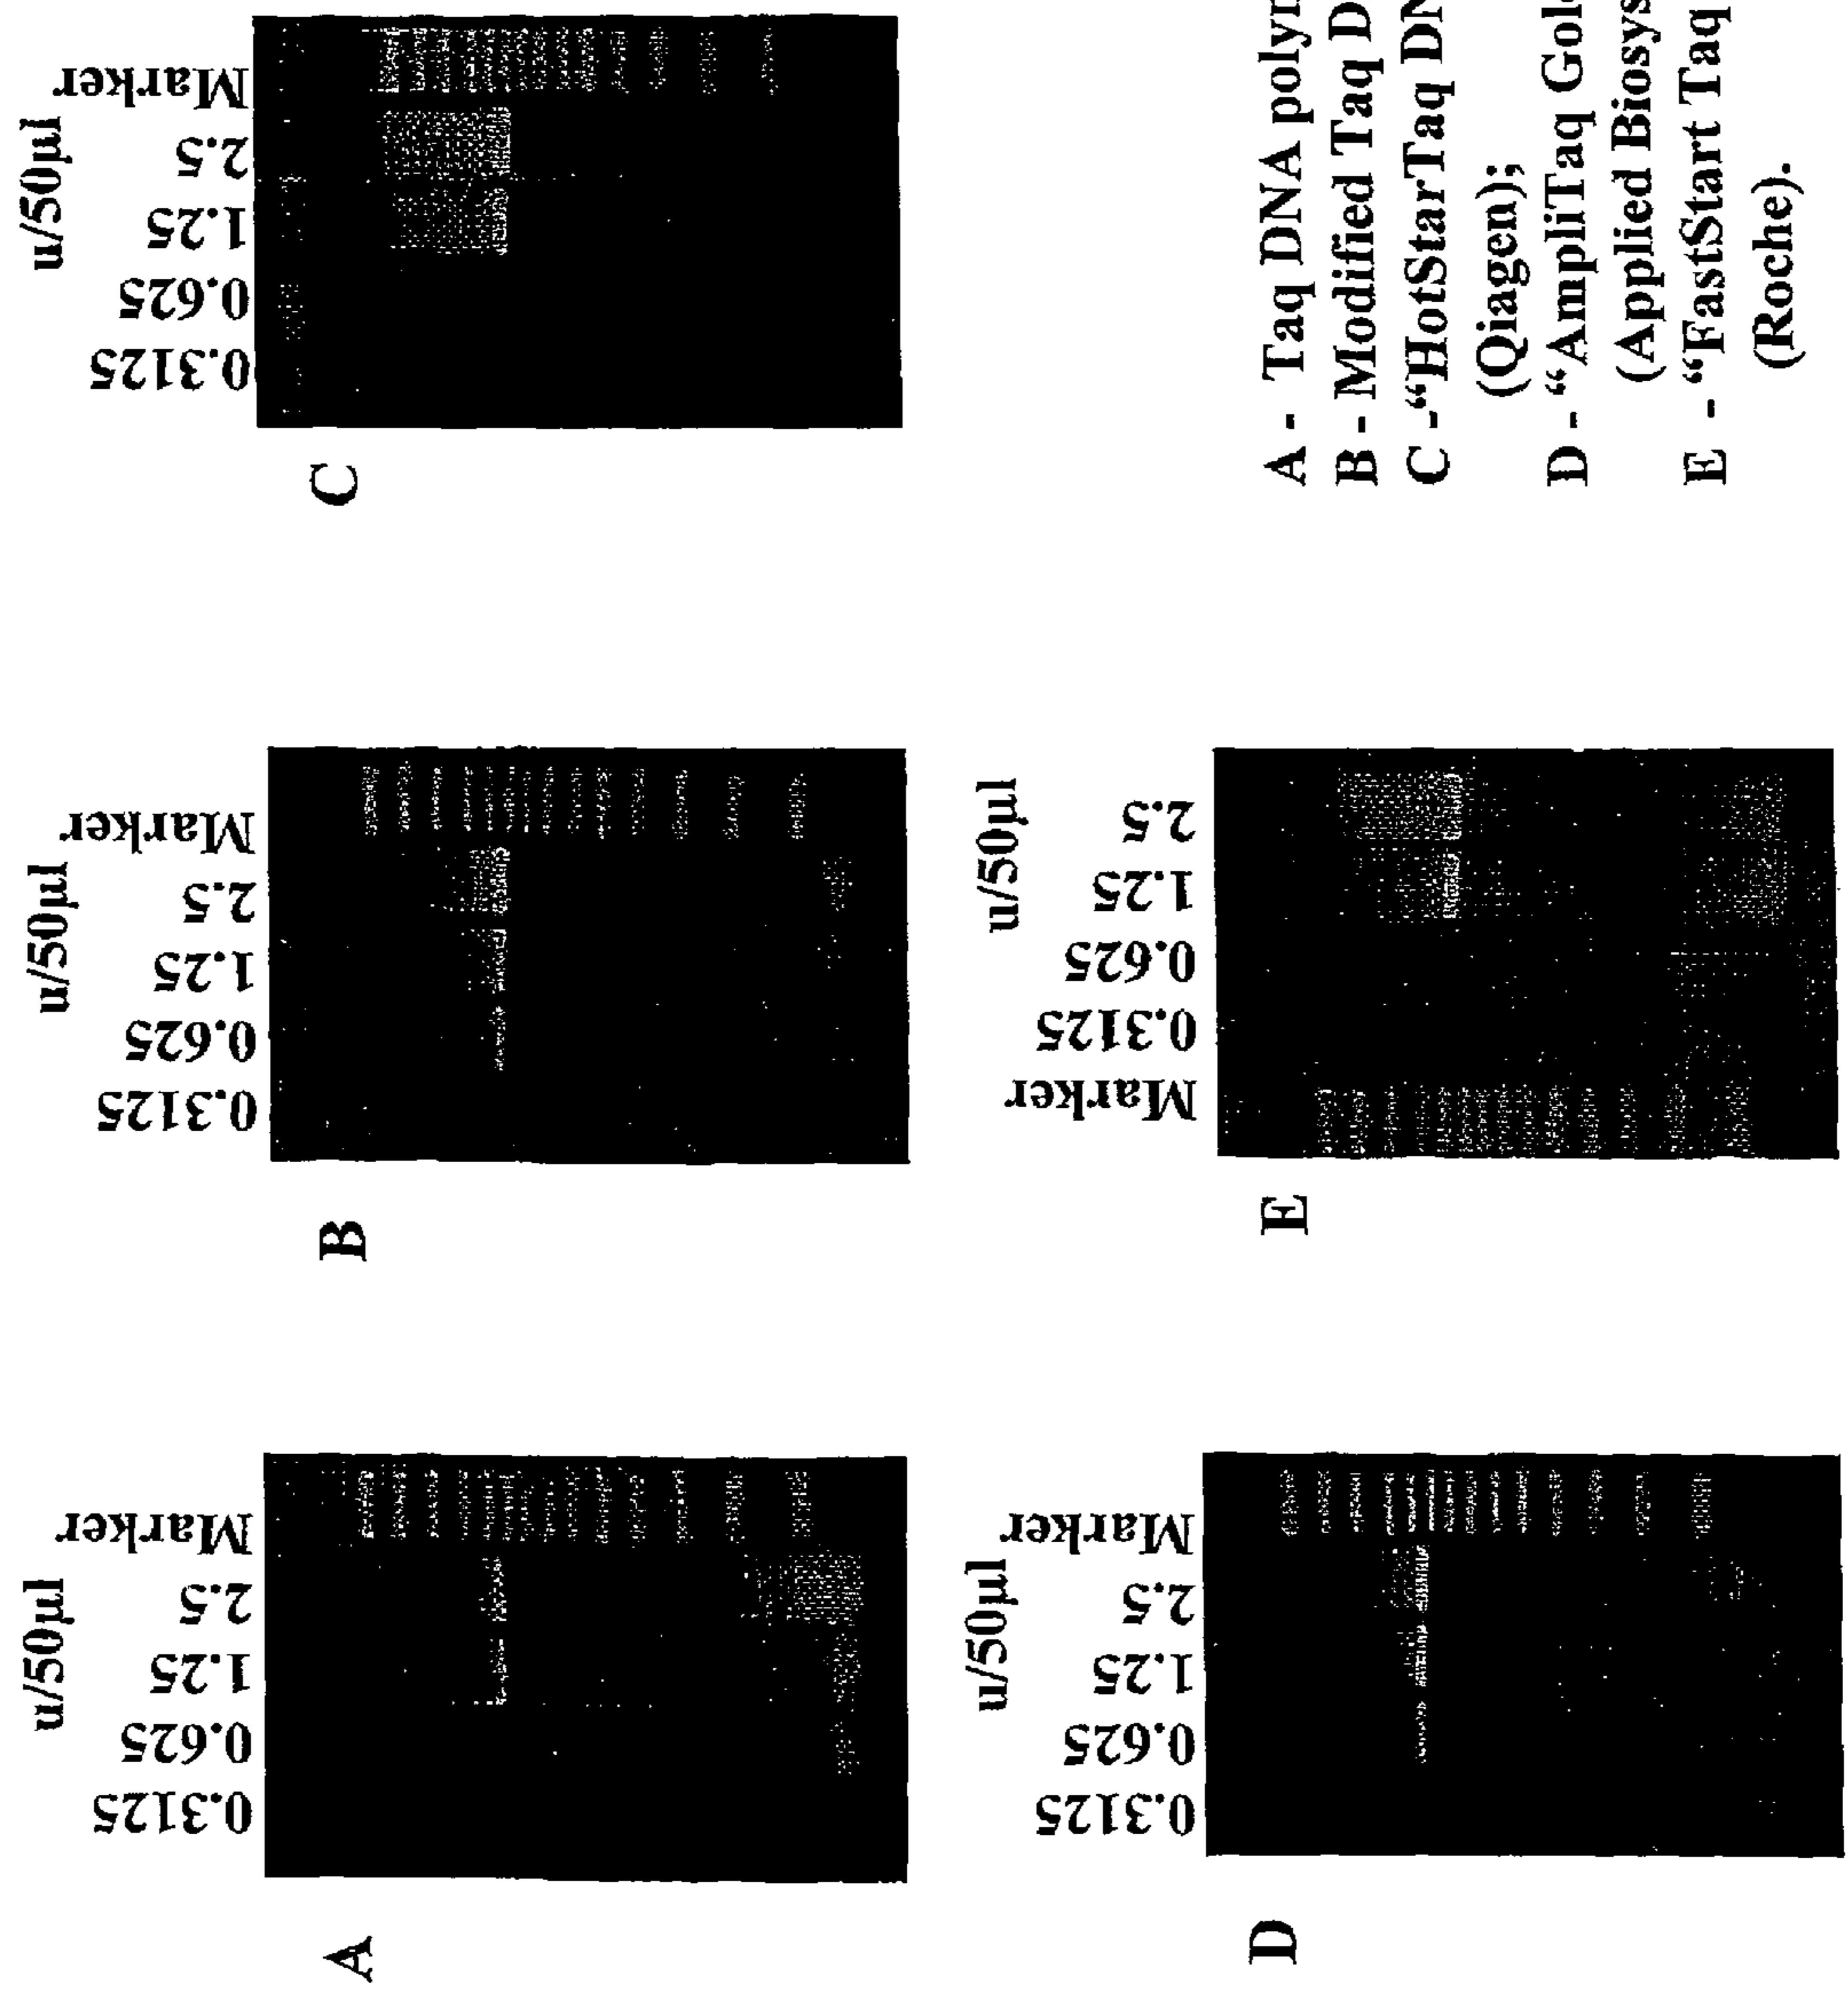 u/50µl
0.3125
0.625
1.25
2.5
Marker
A
u/50µl
0.3125
0.625
1.25
2.5
Marker
B
u/50µl
0.3125
0.625
1.25
2.5
Marker
C
u/50µl
0.3125
0.625
1.25
2.5
Marker
D
u/50µl
Marker
0.3125
0.625
1.25
2.5
E
A - Taq DNA polyr
B - Modified Taq D
C -“HotStarTaq DN
(Qiagen);
D - “AmpliTaq Gol
(Applied Biosys
E - “FastStart Taq
(Roche).